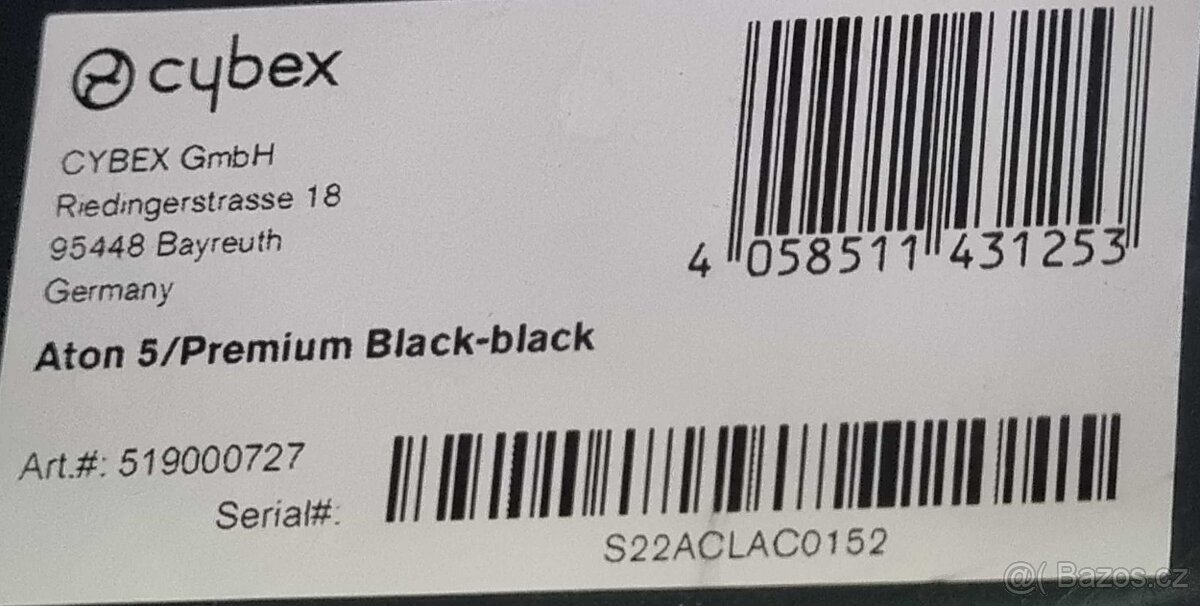 cybex
CYBEX GmbH
Riedingerstrasse 18
95448 Bayreuth
Germany
4 058511 431253
Aton 5/Premium Black-black
Art.#: 519000727
Serial#:
S22ACLAC0152
@( Bazos.cz